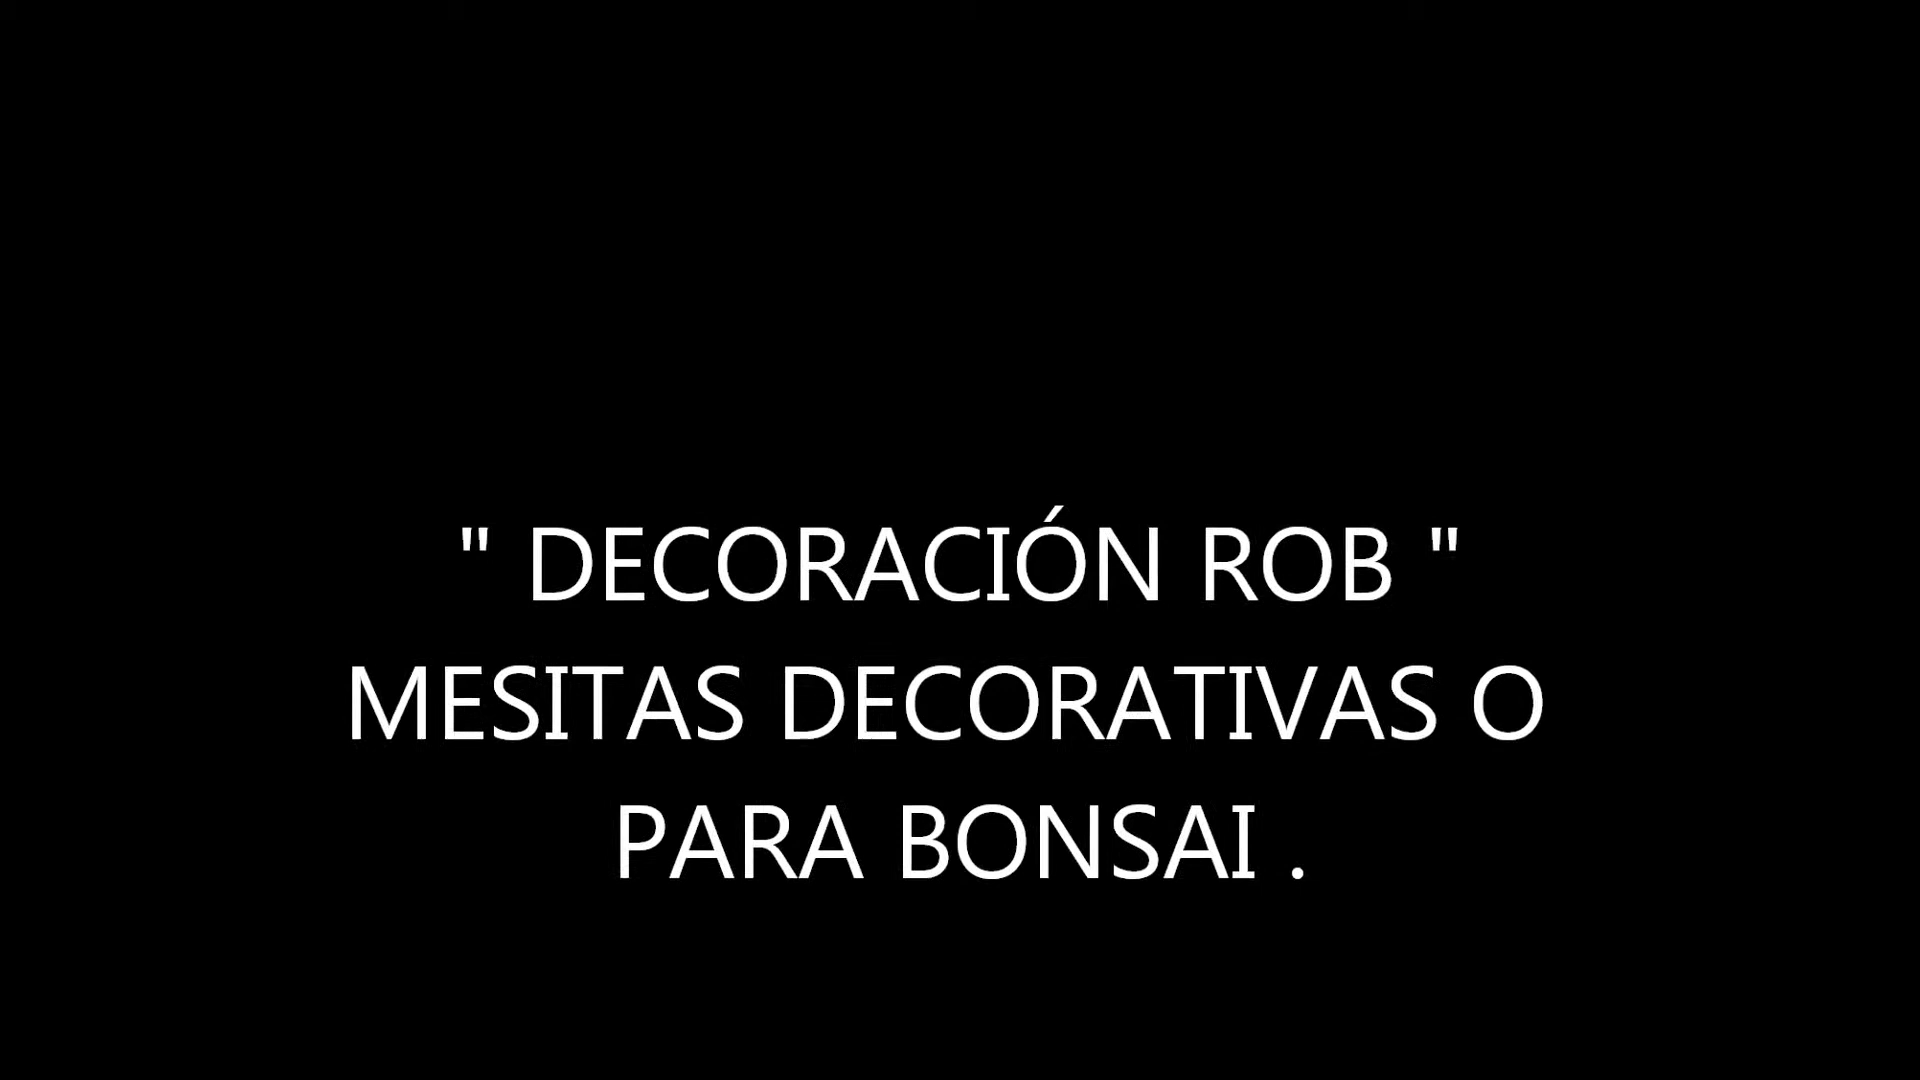 " DECORACIÓN ROB "
MESITAS DECORATIVAS O
PARA BONSAI .